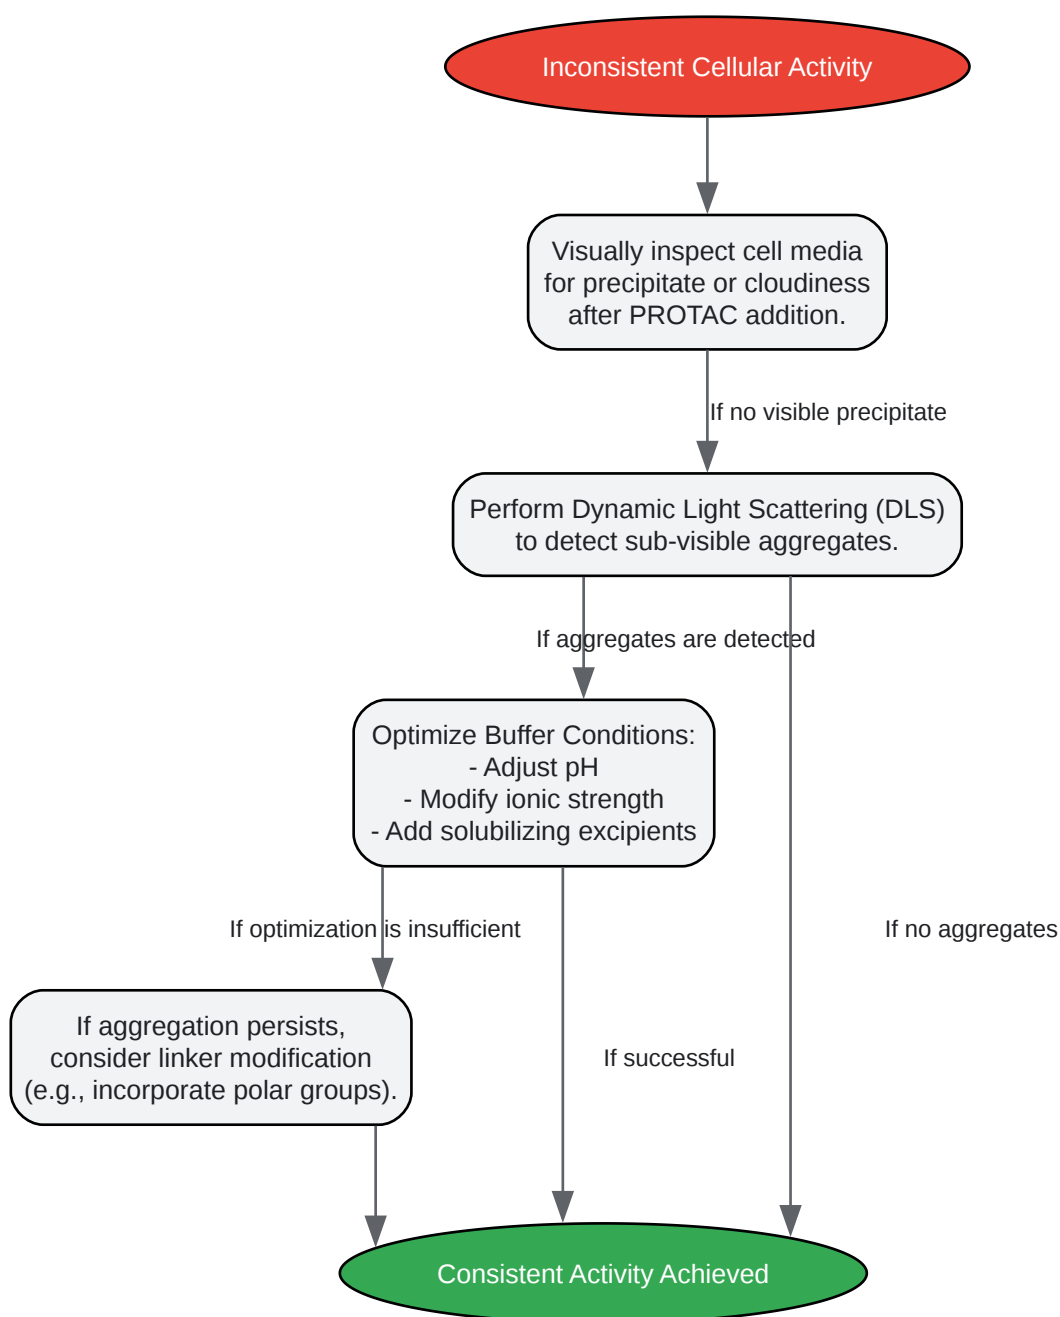 Inconsistent Cellular Activity
Visually inspect cell media
for precipitate or cloudiness
after PROTAC addition.
If no visible precipitate
Perform Dynamic Light Scattering (DLS)
to detect sub-visible aggregates.
If aggregates are detected
Optimize Buffer Conditions:
- Adjust pH
- Modify ionic strength
- Add solubilizing excipients
If optimization is insufficient
If no aggregates
If aggregation persists,
consider linker modification
(e.g., incorporate polar groups).
If successful
Consistent Activity Achieved